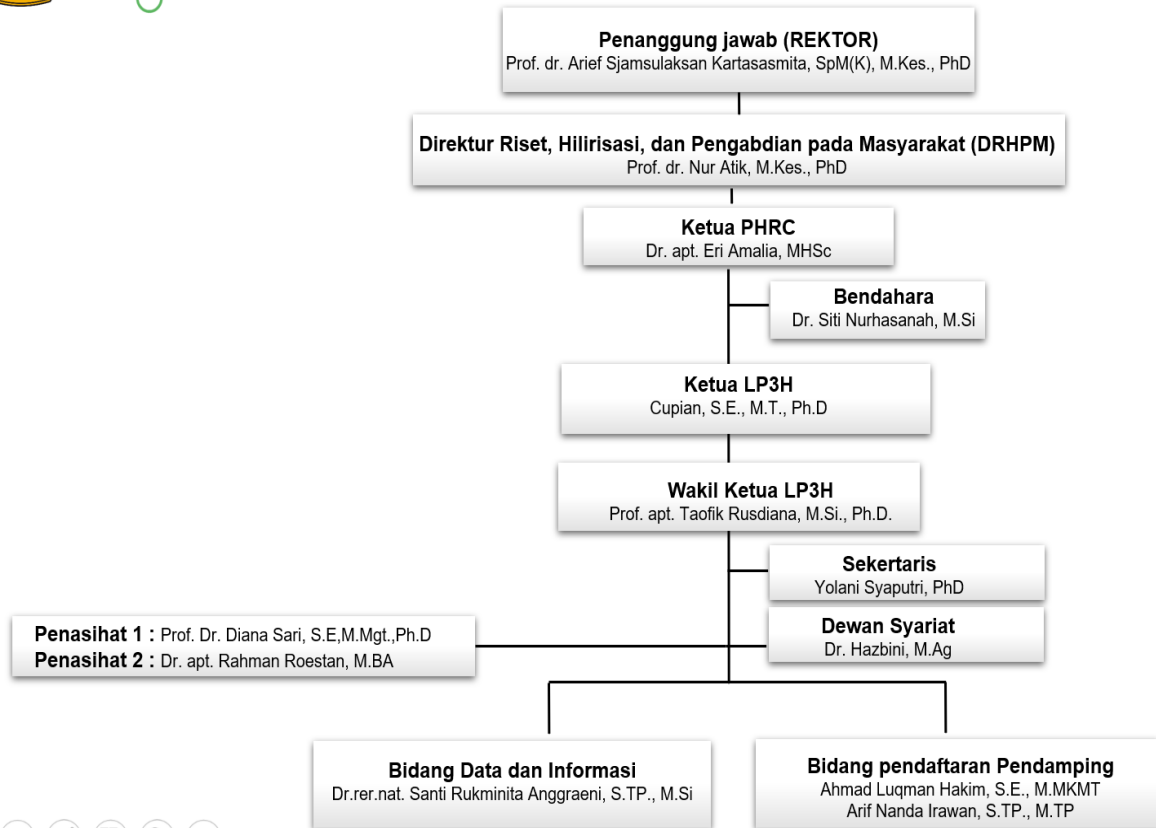 Penanggung jawab (REKTOR)
Prof. dr. Arief Sjamsulaksan Kartasasmita, SpM(K), M.Kes., PhD
Direktur Riset, Hilirisasi, dan Pengabdian pada Masyarakat (DRHPM)
Prof. dr. Nur Atik, M.Kes., PhD
Ketua PHRC
Dr. apt. Eri Amalia, MHSc
Bendahara
Dr. Siti Nurhasanah, M.Si
Ketua LP3H
Cupian, S.E., M.T., Ph.D
Wakil Ketua LP3H
Prof. apt. Taofik Rusdiana, M.Si., Ph.D.
Sekertaris
Yolani Syaputri, PhD
Dewan Syariat
Dr. Hazbini, M.Ag
Penasihat 1 : Prof. Dr. Diana Sari, S.E,M.Mgt.,Ph.D
Penasihat 2 : Dr. apt. Rahman Roestan, M.BA
Bidang Data dan Informasi
Dr.rer.nat. Santi Rukminita Anggraeni, S.TP., M.Si
Bidang pendaftaran Pendamping
Ahmad Luqman Hakim, S.E., M.MKMT
Arif Nanda Irawan, S.TP., M.TP